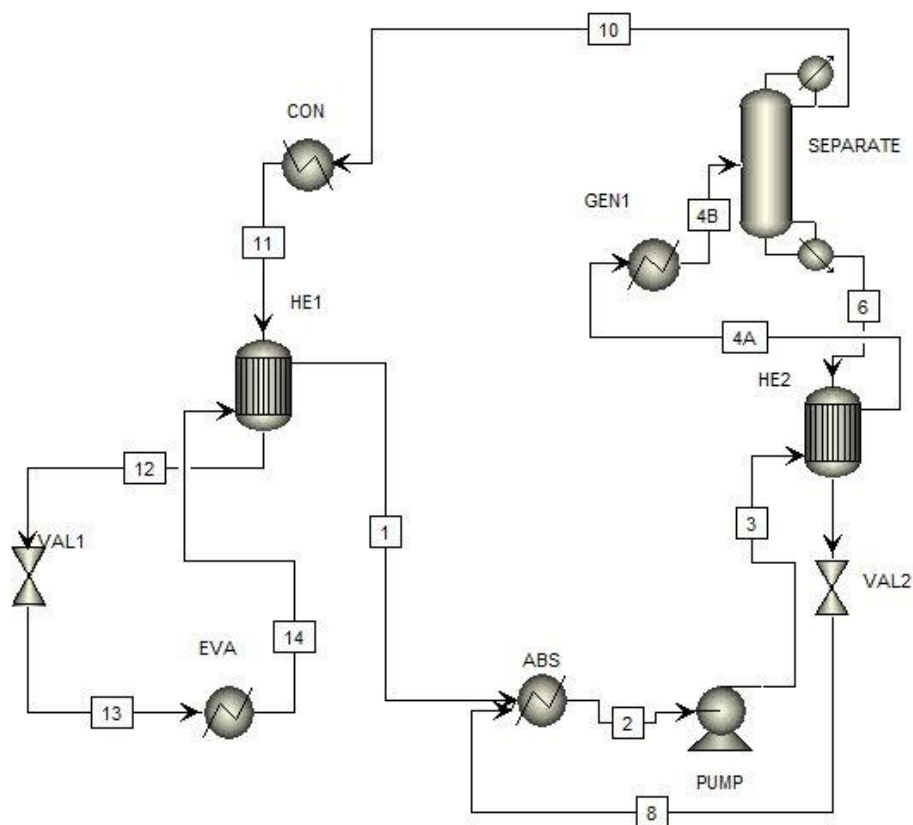 10
CON
SEPARATE
GEN1
4B
11
HE1
6
4A
HE2
12
1
3
VAL1
VAL2
14
EVA
ABS
13
2
PUMP
8